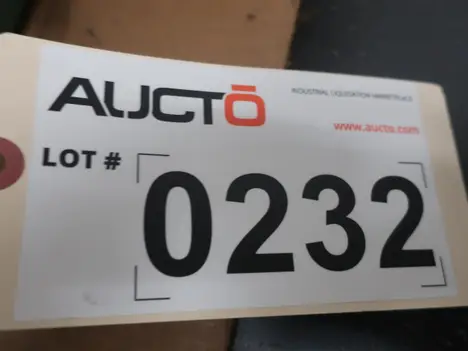 AUCTŌ
INDUSTRIAL LIQUIDATION MARKETPLACE
www.aucto.com
LOT #
0232